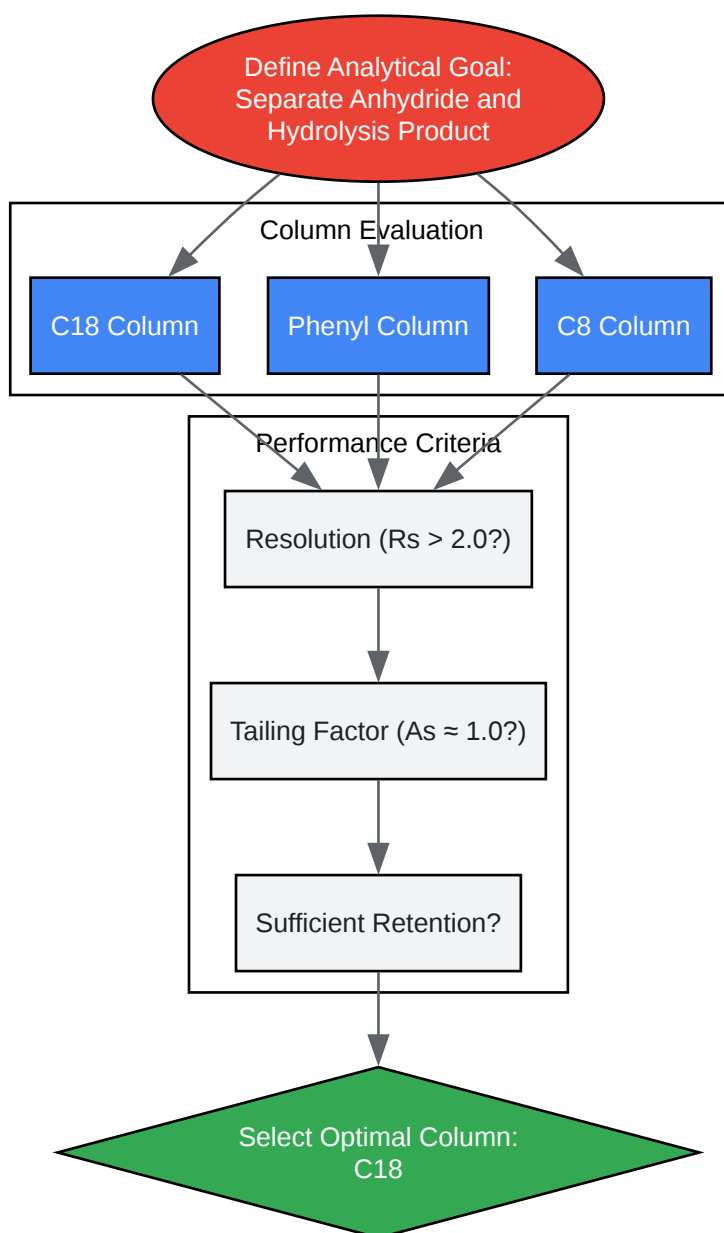 Define Analytical Goal:
Separate Anhydride and
Hydrolysis Product
Column Evaluation
C18 Column
Phenyl Column
C8 Column
Performance Criteria
Resolution (Rs > 2.0?)
Tailing Factor (As ≈ 1.0?)
Sufficient Retention?
Select Optimal Column:
C18